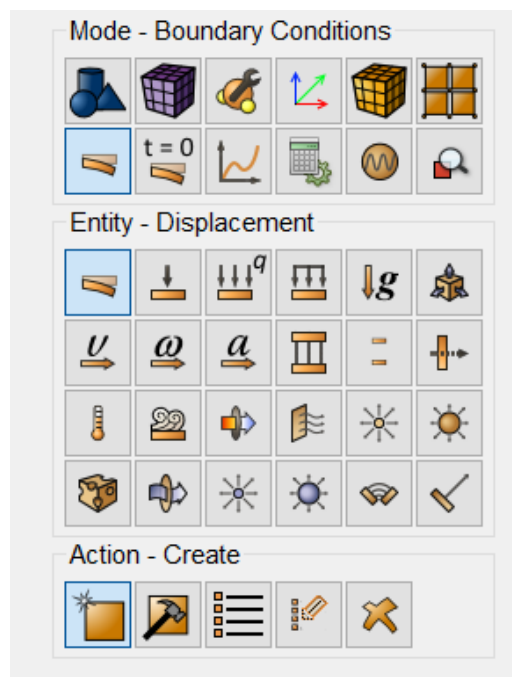 Mode - Boundary Conditions
t = 0
Entity - Displacement
q
g
υ
ω
a
Action - Create